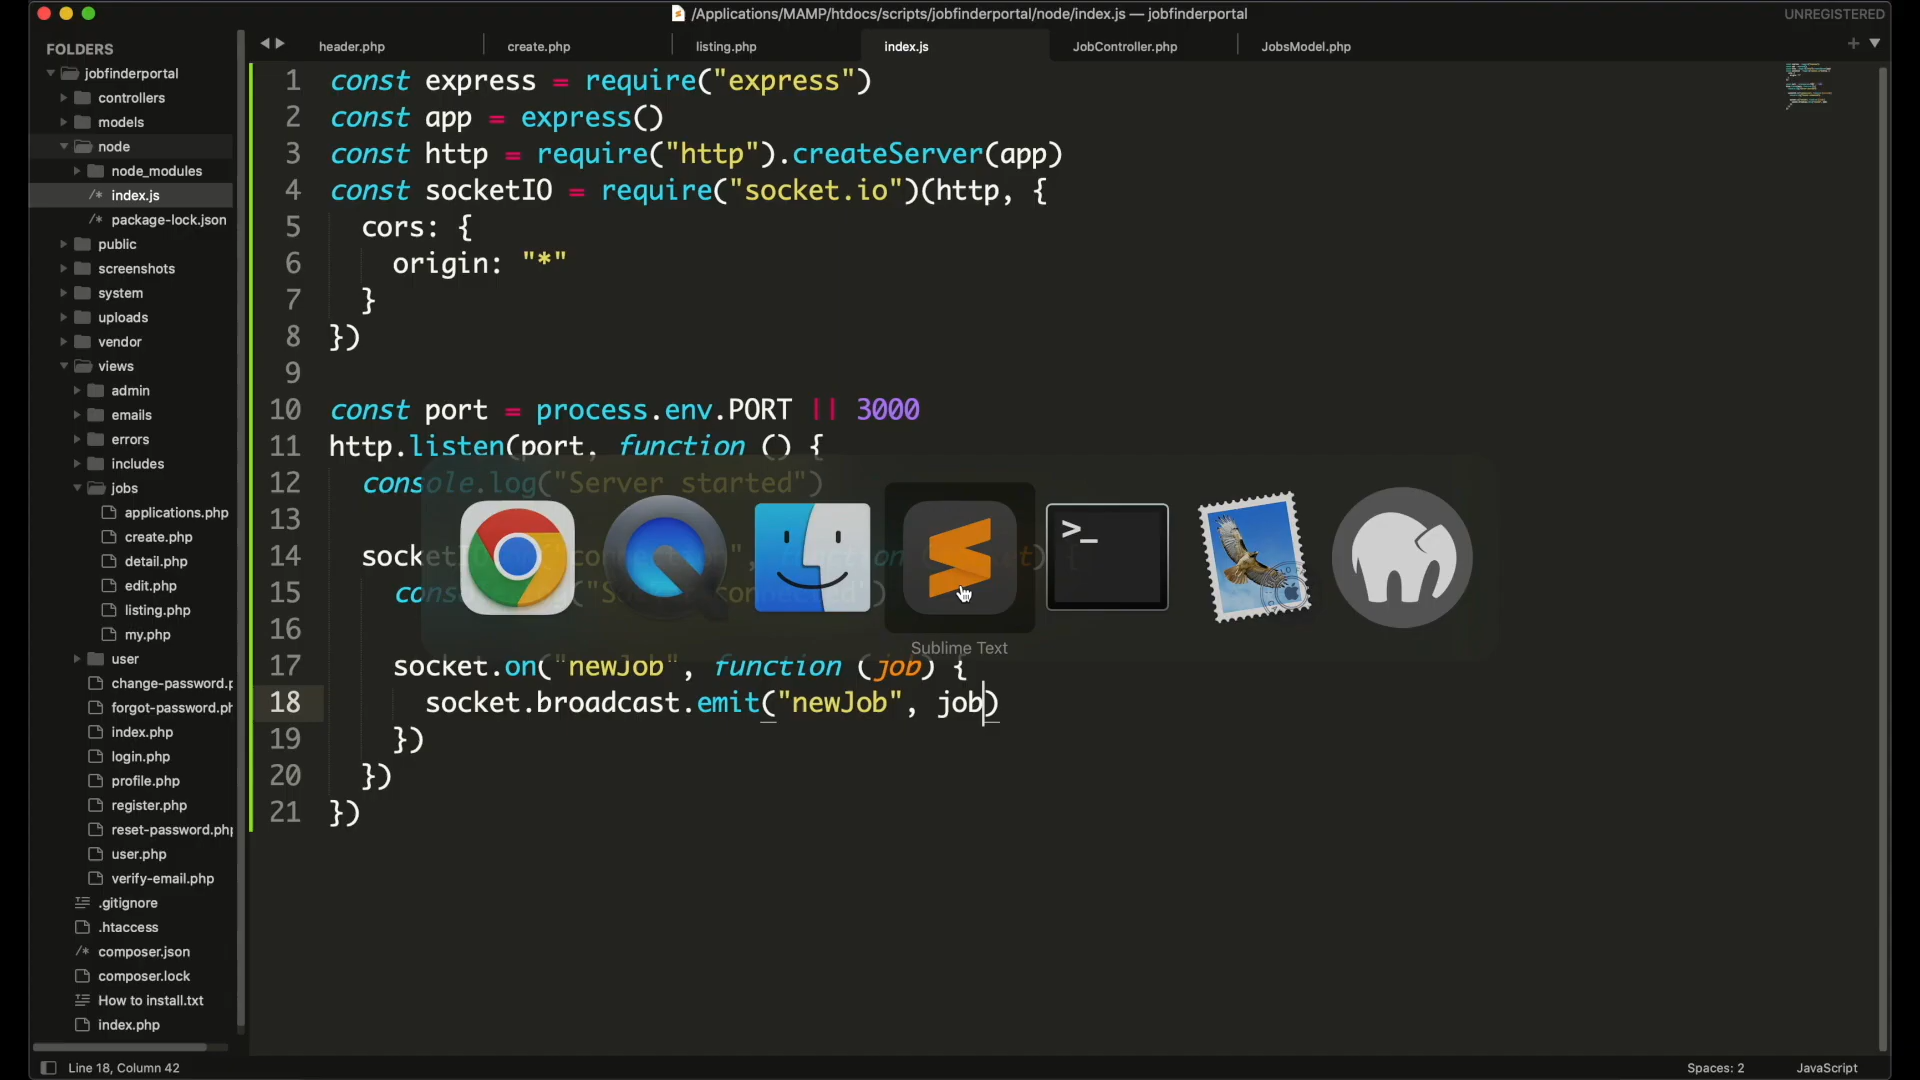 /Applications/MAMP/htdocs/scripts/jobfinderportal/node/index.js — jobfinderportal
UNREGISTERED
FOLDERS
jobfinderportal
controllers
models
node
node_modules
/* index.js
/* package-lock.json
public
screenshots
system
uploads
vendor
views
admin
emails
errors
includes
jobs
applications.php
create.php
detail.php
edit.php
listing.php
my.php
user
change-password.p
forgot-password.ph
index.php
login.php
profile.php
register.php
reset-password.php
user.php
verify-email.php
.gitignore
.htaccess
/* composer.json
composer.lock
How to install.txt
index.php
header.php
create.php
listing.php
index.js
JobController.php
JobsModel.php
1 const express = require("express")
2 const app = express()
3 const http = require("http").createServer(app)
4 const socketIO = require("socket.io")(http, {
5 cors: {
6 origin: "*"
7 }
8 })
9
10 const port = process.env.PORT || 3000
11 http.listen(port, function () {
12 console.log("Server started")
13
14 sock
15 cons
16
17 socket.on("newJob", function (job) {
18 socket.broadcast.emit("newJob", job)
19 })
20 })
21 })
>_
Sublime Text
Line 18, Column 42
Spaces: 2
JavaScript